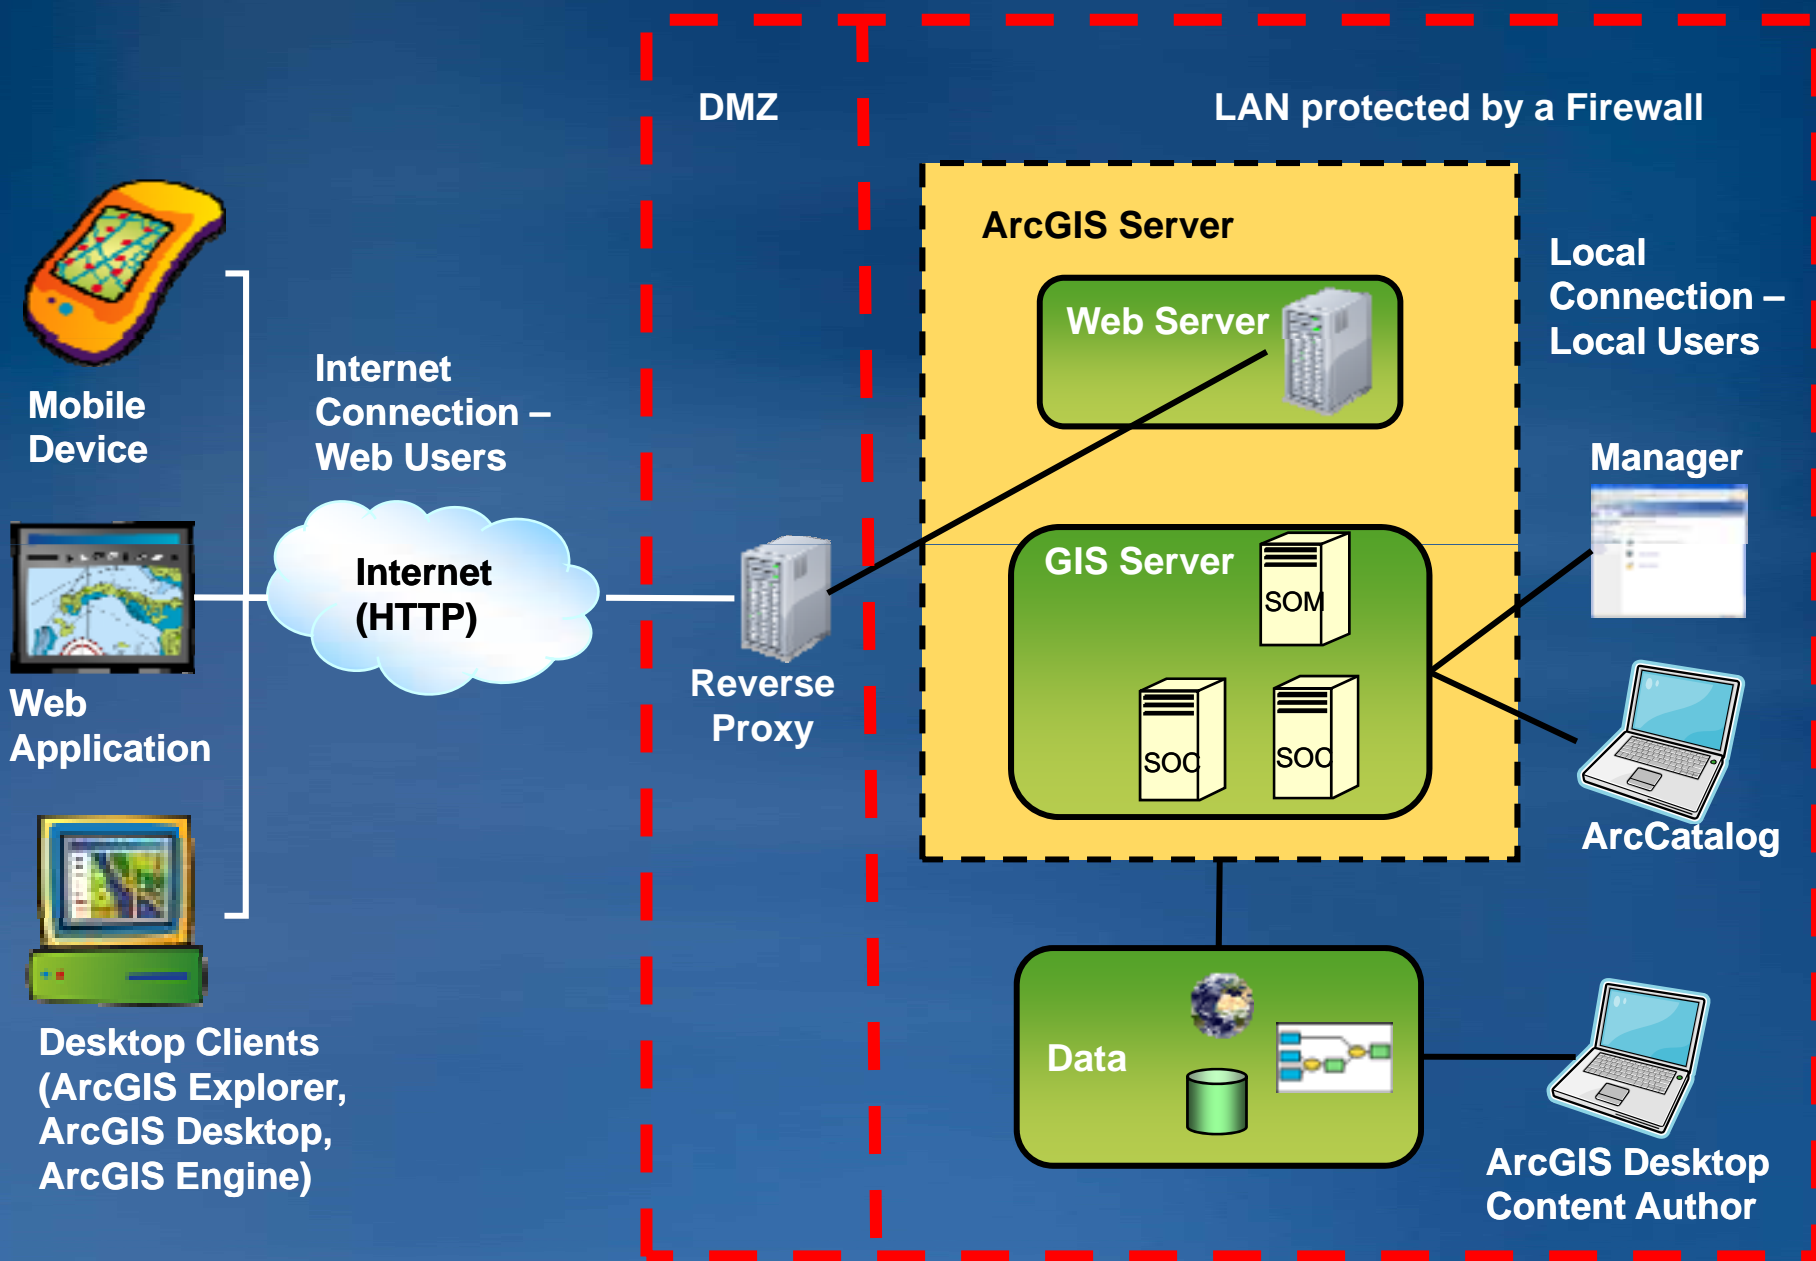 DMZ
LAN protected by a Firewall
ArcGIS Server
Web Server
Local
Connection –
Local Users
Mobile
Device
Internet
Connection –
Web Users
Manager
Internet
(HTTP)
GIS Server
SOM
Reverse
Proxy
SOC
SOC
Web
Application
ArcCatalog
Desktop Clients
(ArcGIS Explorer,
ArcGIS Desktop,
ArcGIS Engine)
Data
ArcGIS Desktop
Content Author